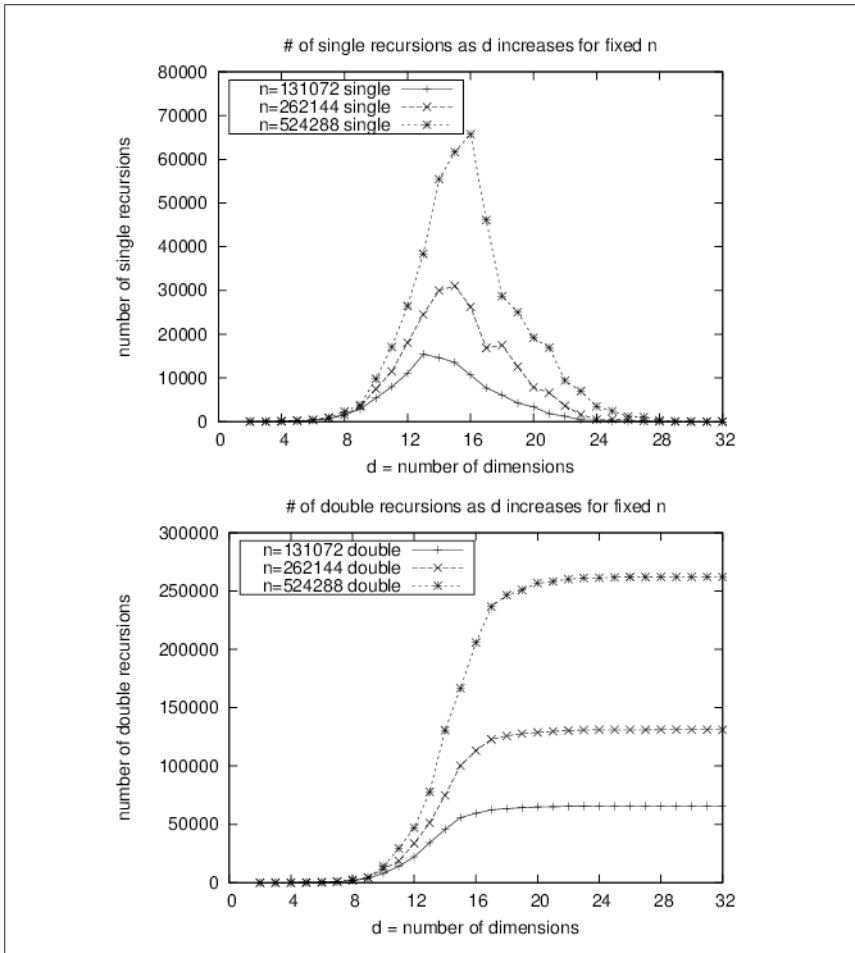 # of single recursions as d increases for fixed n
80000
70000
60000
50000
40000
30000
20000
10000
0
n=131072 single
n=262144 single
n=524288 single
number of single recursions
0 4 8 12 16 20 24 28 32
d = number of dimensions
# of double recursions as d increases for fixed n
300000
250000
200000
150000
100000
50000
0
n=131072 double
n=262144 double
n=524288 double
number of double recursions
0 4 8 12 16 20 24 28 32
d = number of dimensions